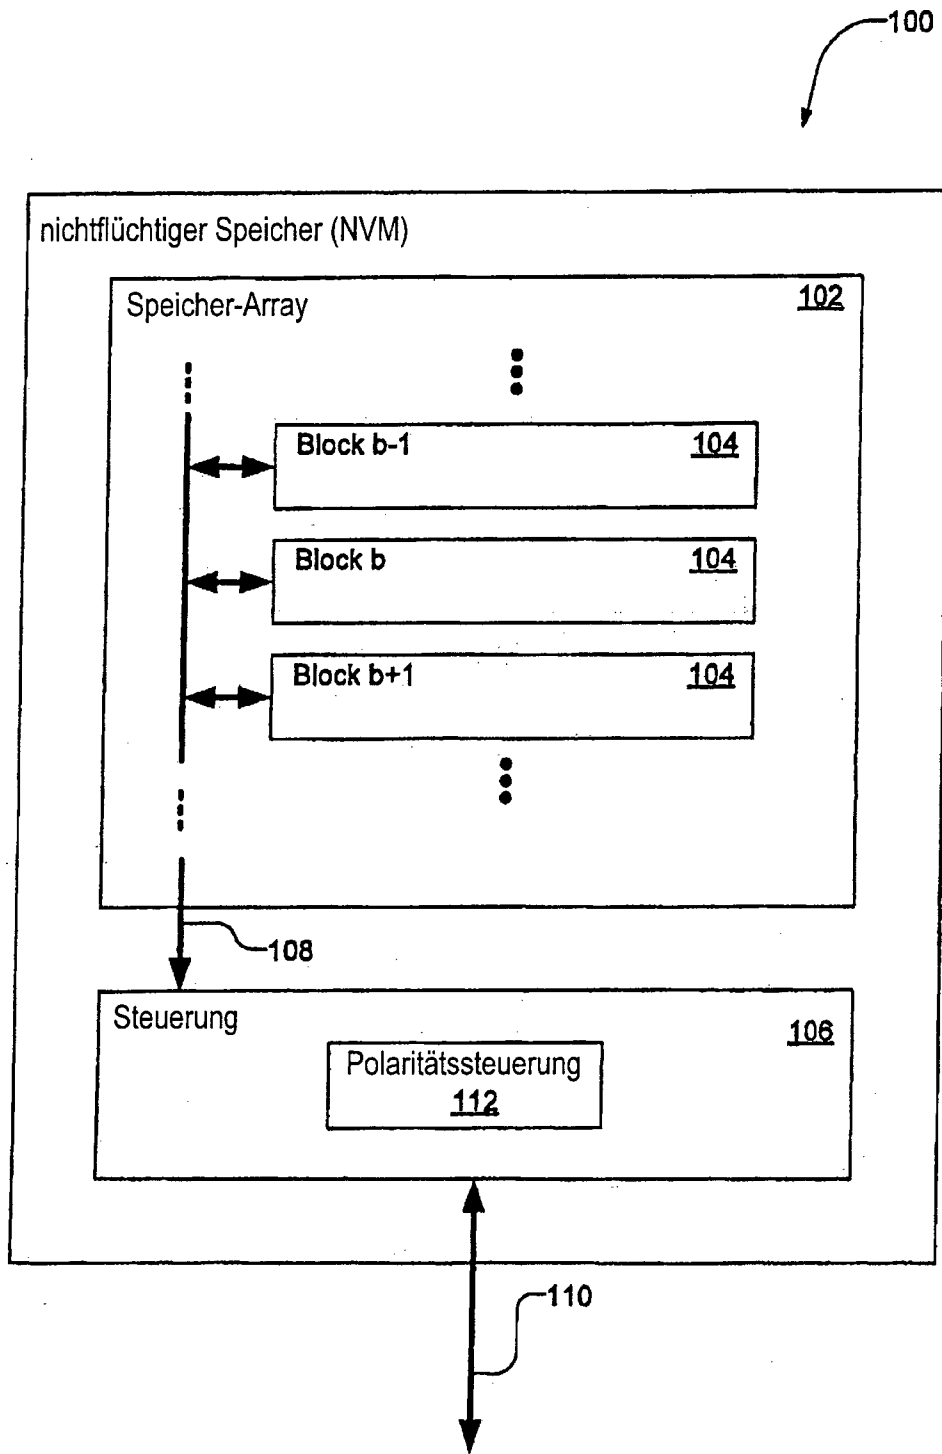 100
nichtflüchtiger Speicher (NVM)
Speicher-Array 102
Block b-1 104
Block b 104
Block b+1 104
108
Steuerung 106
Polaritätssteuerung
112
110